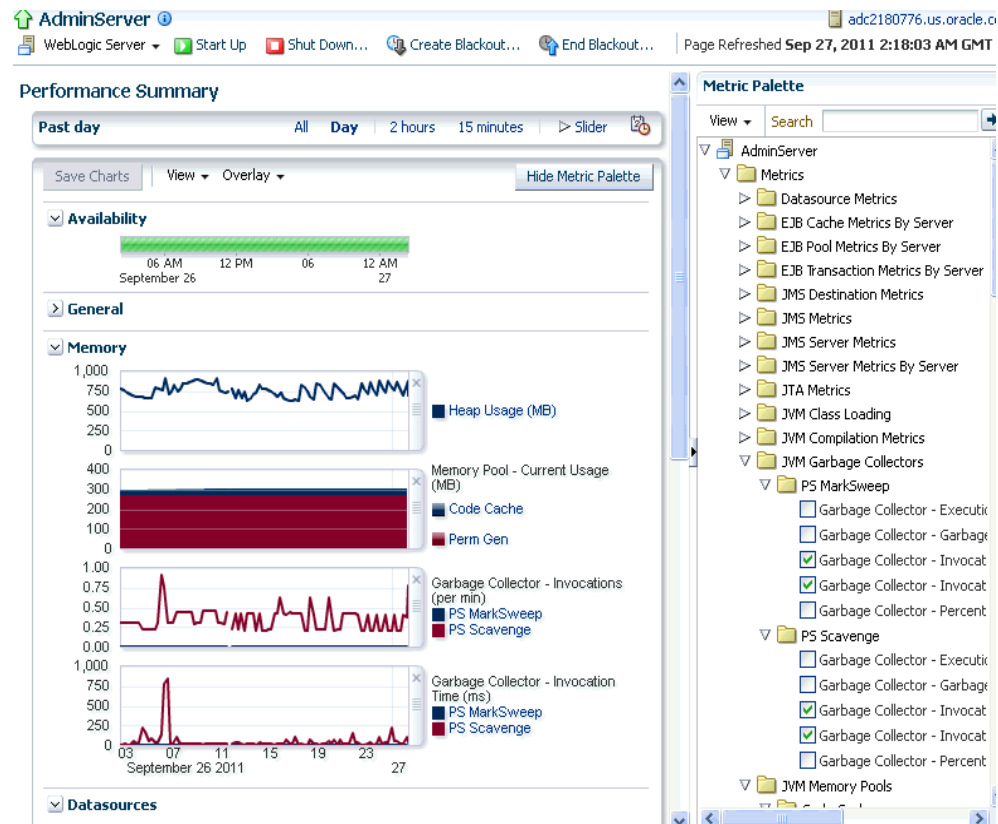 AdminServer
adc2180776.us.oracle.c
WebLogic Server Start Up Shut Down... Create Blackout... End Blackout... Page Refreshed Sep 27, 2011 2:18:03 AM GMT
Performance Summary
Past day All Day 2 hours 15 minutes Slider
Save Charts View Overlay Hide Metric Palette
Availability
06 AM 12 PM 06 12 AM
September 26 27
General
Memory
1,000
750
500
250
0
Heap Usage (MB)
400
300
200
100
0
Memory Pool - Current Usage
(MB)
Code Cache
Perm Gen
1.00
0.75
0.50
0.25
0.00
Garbage Collector - Invocations
(per min)
PS MarkSweep
PS Scavenge
1,000
750
500
250
0
Garbage Collector - Invocation
Time (ms)
PS MarkSweep
PS Scavenge
03 07 11 15 19 23
September 26 2011 27
Datasources
Metric Palette
View Search
AdminServer
Metrics
Datasource Metrics
EJB Cache Metrics By Server
EJB Pool Metrics By Server
EJB Transaction Metrics By Server
JMS Destination Metrics
JMS Metrics
JMS Server Metrics
JMS Server Metrics By Server
JTA Metrics
JVM Class Loading
JVM Compilation Metrics
JVM Garbage Collectors
PS MarkSweep
Garbage Collector - Executio
Garbage Collector - Garbage
Garbage Collector - Invocat
Garbage Collector - Invocat
Garbage Collector - Percent
PS Scavenge
Garbage Collector - Executio
Garbage Collector - Garbage
Garbage Collector - Invocat
Garbage Collector - Invocat
Garbage Collector - Percent
JVM Memory Pools